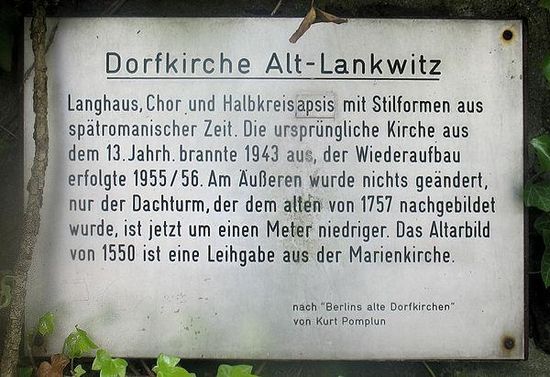 Dorfkirche Alt-Lankwitz
Langhaus, Chor und Halbkreisapsis mit Stilformen aus
spätromanischer Zeit. Die ursprüngliche Kirche aus
dem 13. Jahrh. brannte 1943 aus, der Wiederaufbau
erfolgte 1955/56. Am Äußeren wurde nichts geändert,
nur der Dachturm, der dem alten von 1757 nachgebildet
wurde, ist jetzt um einen Meter niedriger. Das Altarbild
von 1550 ist eine Leihgabe aus der Marienkirche.
nach "Berlins alte Dorfkirchen"
von Kurt Pomplun